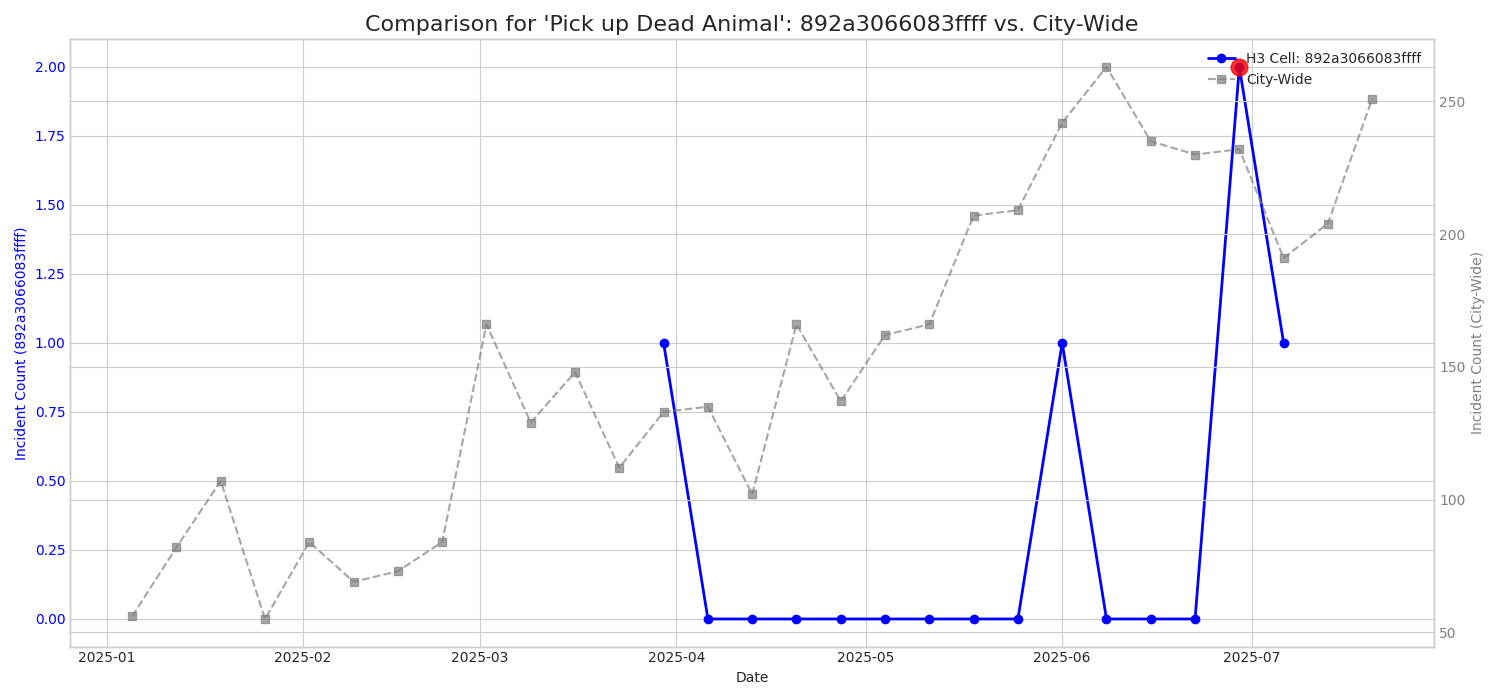 Comparison for 'Pick up Dead Animal': 892a3066083ffff vs. City-Wide
H3 Cell: 892a3066083ffff
City-Wide
Incident Count (892a3066083ffff)
2.00
1.75
1.50
1.25
1.00
0.75
0.50
0.25
0.00
250
200
150
100
50
Incident Count (City-Wide)
2025-01 2025-02 2025-03 2025-04 2025-05 2025-06 2025-07
Date